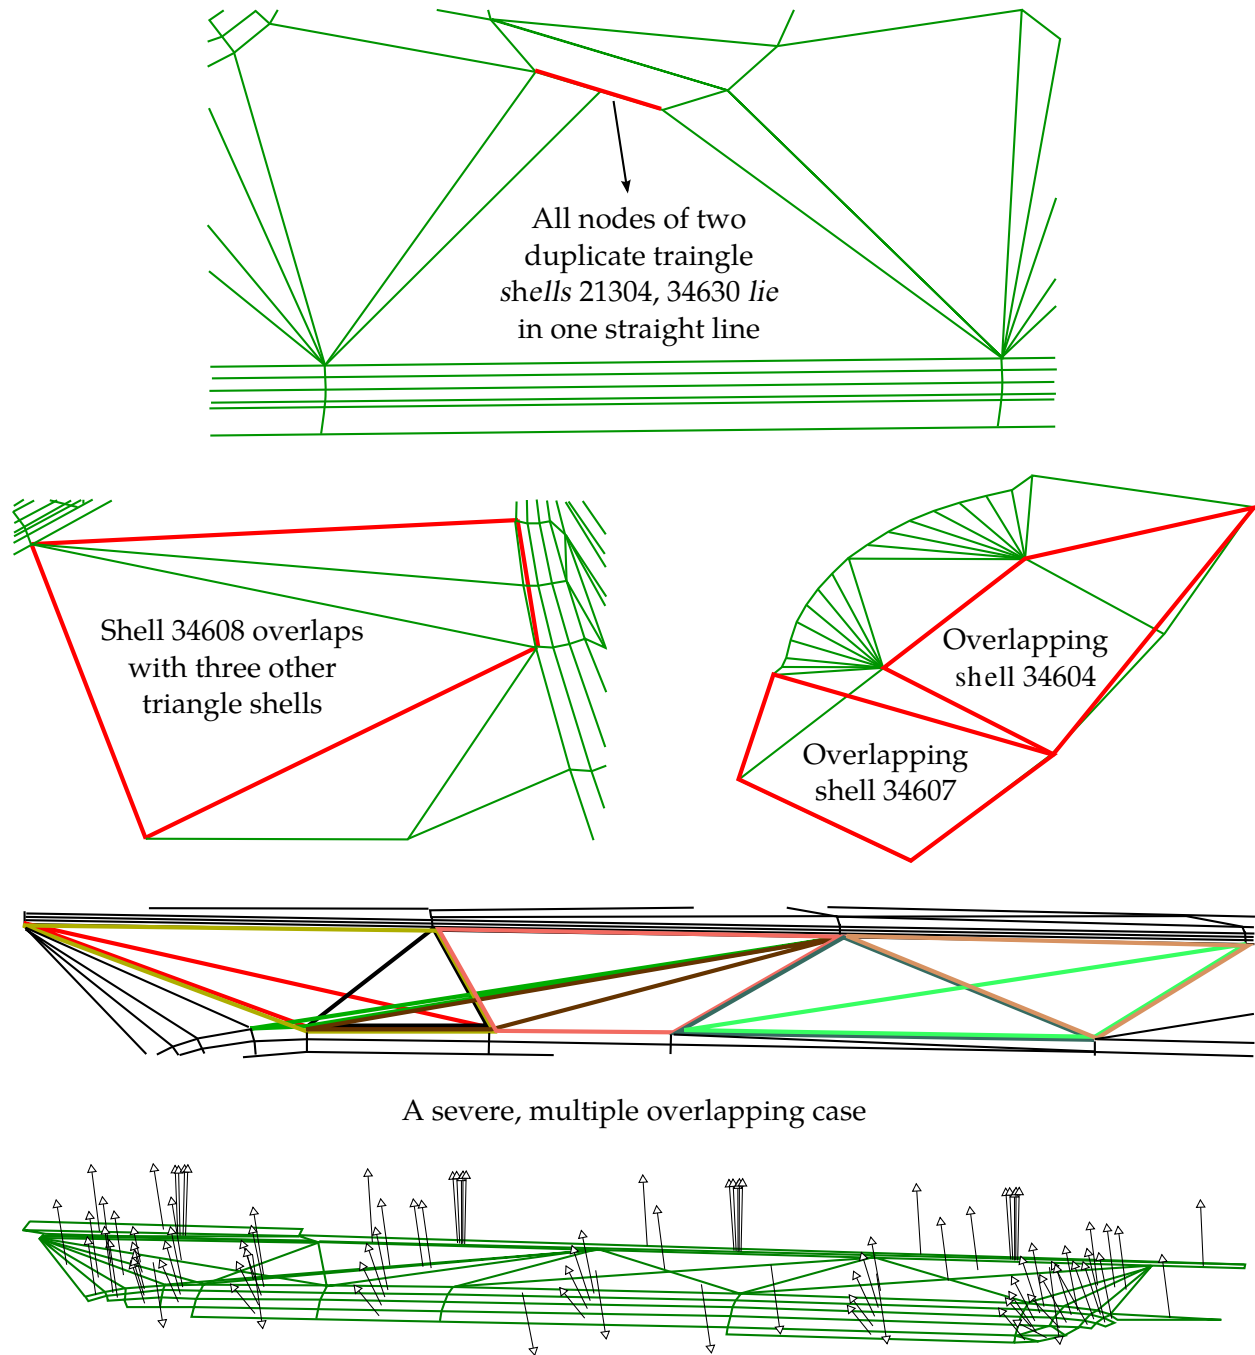 All nodes of two
duplicate traingle
shells 21304, 34630 lie
in one straight line
Shell 34608 overlaps
with three other
triangle shells
Overlapping
shell 34604
Overlapping
shell 34607
A severe, multiple overlapping case